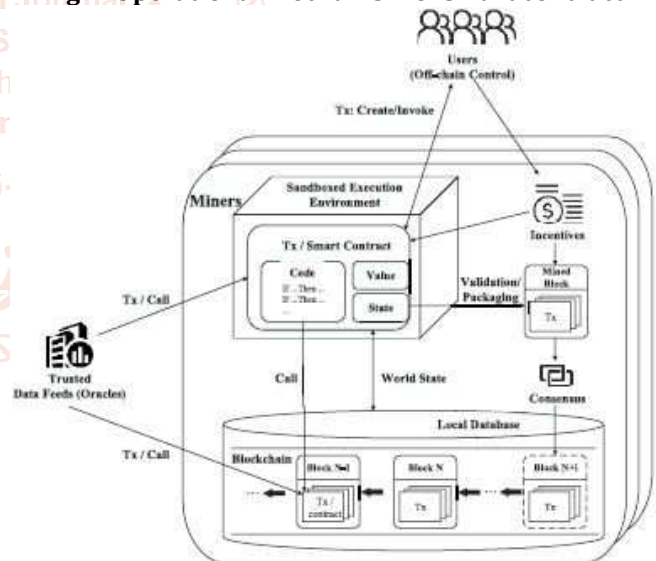 Users
(Off-chain Control)
Tx: Create/Invoke
Miners
Sandboxed Execution
Environment
Tx / Smart Contract
Code
If ...Then ...
If ...Then ...
...
Value
State
Incentives
Validation/
Packaging
Mined
Block
Tx
Tx / Call
Trusted
Data Feeds (Oracles)
Call
World State
Consensus
Local Database
Tx / Call
Blockchain
Block N-1
Block N
Block N+1
...
Tx /
contract
Tx
...
Tx